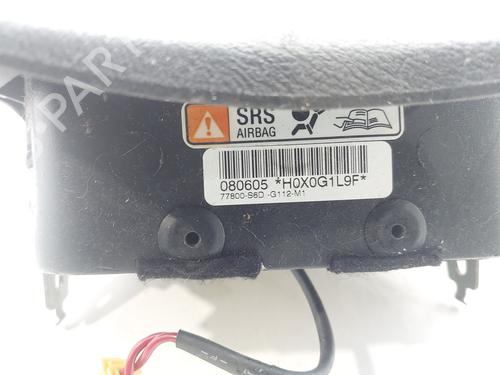 SRS
AIRBAG
080605 *H0X0G1L9F*
77800-S6D -G112-M1